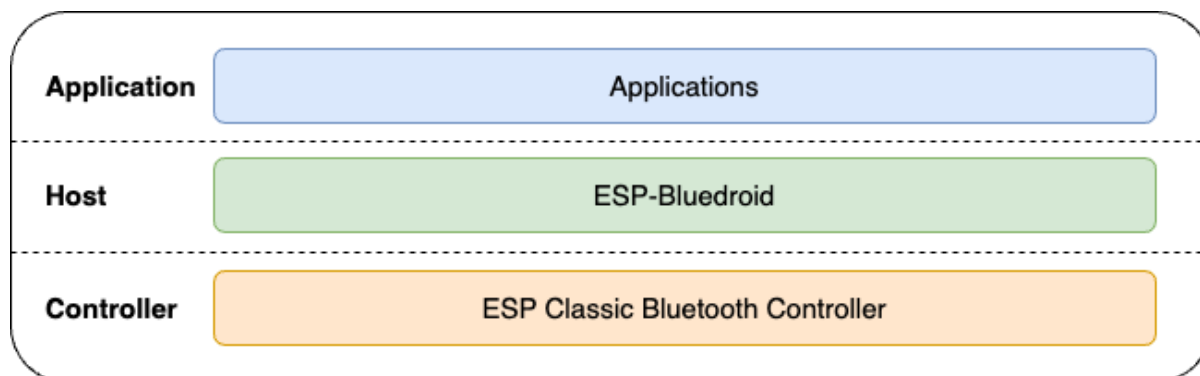 Application
Applications
Host
ESP-Bluedroid
Controller
ESP Classic Bluetooth Controller